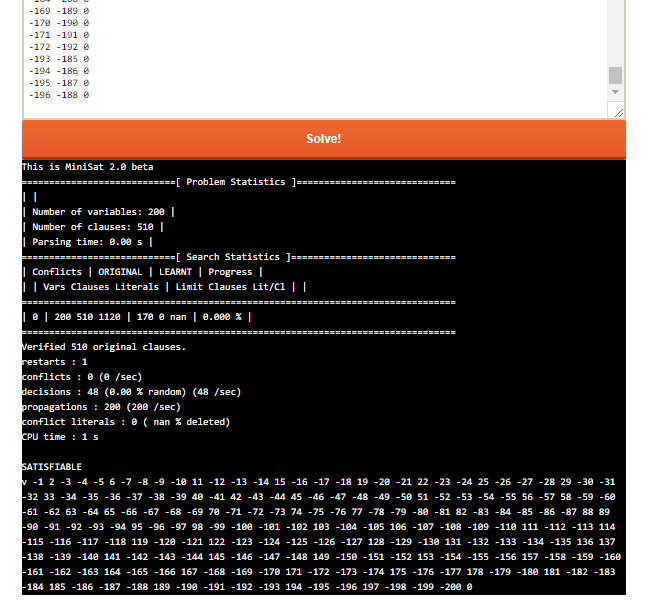 -169 -189 0
-170 -190 0
-171 -191 0
-172 -192 0
-193 -185 0
-194 -186 0
-195 -187 0
-196 -188 0
Solve!
This is MiniSat 2.0 beta
============================[ Problem Statistics ]=============================
| |
| Number of variables: 200 |
| Number of clauses: 510 |
| Parsing time: 0.00 s |
============================[ Search Statistics ]==============================
| Conflicts | ORIGINAL | LEARNT | Progress |
| | Vars Clauses Literals | Limit Clauses Lit/Cl | |
===============================================================================
| 0 | 200 510 1120 | 170 0 nan | 0.000 % |
===============================================================================
Verified 510 original clauses.
restarts : 1
conflicts : 0 (0 /sec)
decisions : 48 (0.00 % random) (48 /sec)
propagations : 200 (200 /sec)
conflict literals : 0 ( nan % deleted)
CPU time : 1 s
SATISFIABLE
v -1 2 -3 -4 -5 6 -7 -8 -9 -10 11 -12 -13 -14 15 -16 -17 -18 19 -20 -21 22 -23 -24 25 -26 -27 -28 29 -30 -31
-32 33 -34 -35 -36 -37 -38 -39 40 -41 42 -43 -44 45 -46 -47 -48 -49 -50 51 -52 -53 -54 -55 56 -57 58 -59 -60
-61 -62 63 -64 65 -66 -67 -68 -69 70 -71 -72 -73 74 -75 -76 77 -78 -79 -80 -81 82 -83 -84 -85 -86 -87 88 89
-90 -91 -92 -93 -94 95 -96 -97 98 -99 -100 -101 -102 103 -104 -105 106 -107 -108 -109 -110 111 -112 -113 114
-115 -116 -117 -118 119 -120 -121 122 -123 -124 -125 -126 -127 128 -129 -130 131 -132 -133 -134 -135 136 137
-138 -139 -140 141 -142 -143 -144 145 -146 -147 -148 149 -150 -151 -152 153 -154 -155 -156 157 -158 -159 -160
-161 -162 -163 164 -165 -166 167 -168 -169 -170 171 -172 -173 -174 175 -176 -177 178 -179 -180 181 -182 -183
-184 185 -186 -187 -188 189 -190 -191 -192 -193 194 -195 -196 197 -198 -199 -200 0